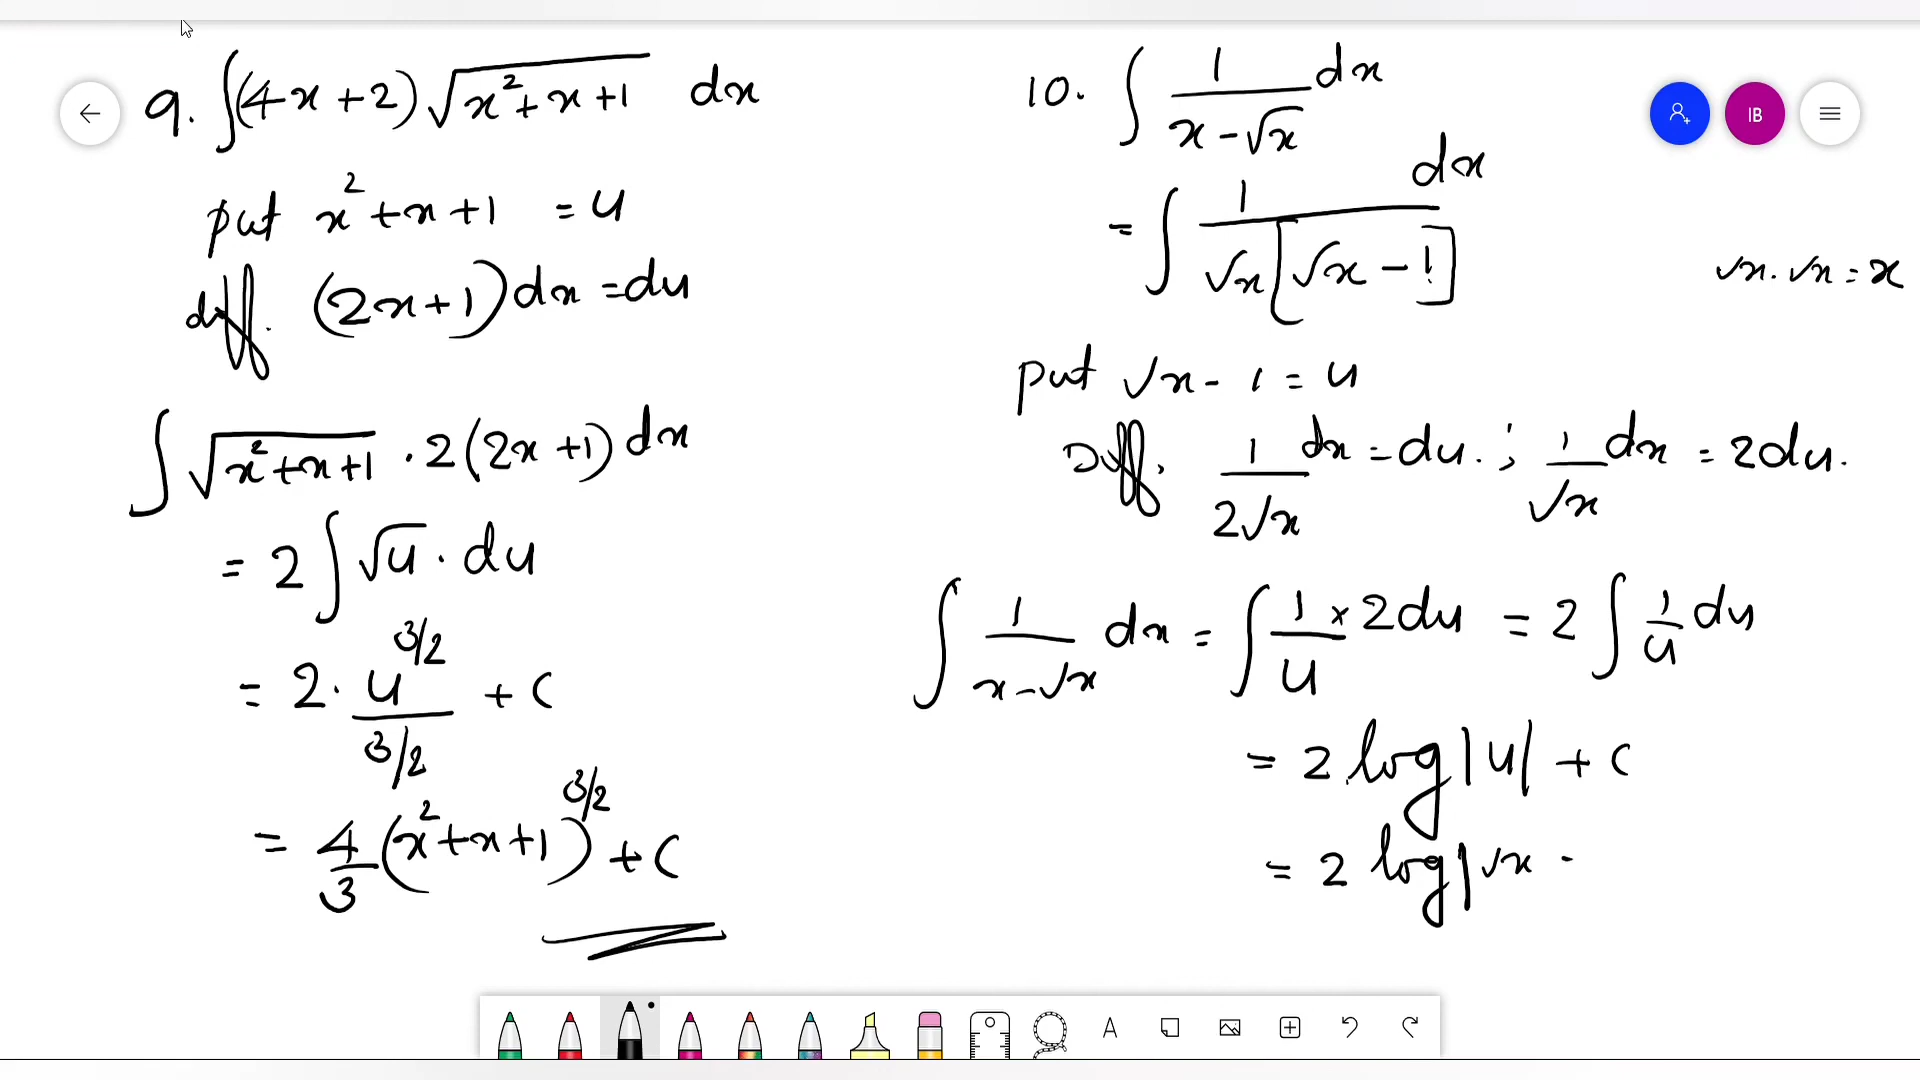 9. ∫(4x+2)√(x²+x+1) dx
put x²+x+1 = u
diff. (2x+1)dx = du
∫√(x²+x+1) · 2(2x+1)dx
= 2∫√u · du
= 2 · u^(3/2)/(3/2) + c
= 4/3 (x²+x+1)^(3/2) + c
10. ∫ 1/(x-√x) dx
= ∫ 1/(√x[√x-1]) dx
√x·√x = x
put √x - 1 = u
Diff. 1/(2√x) dx = du. ; 1/√x dx = 2du.
∫ 1/(x-√x) dx = ∫ 1/u × 2du = 2∫ 1/u du
= 2 log|u| + c
= 2 log|√x -
IB
A